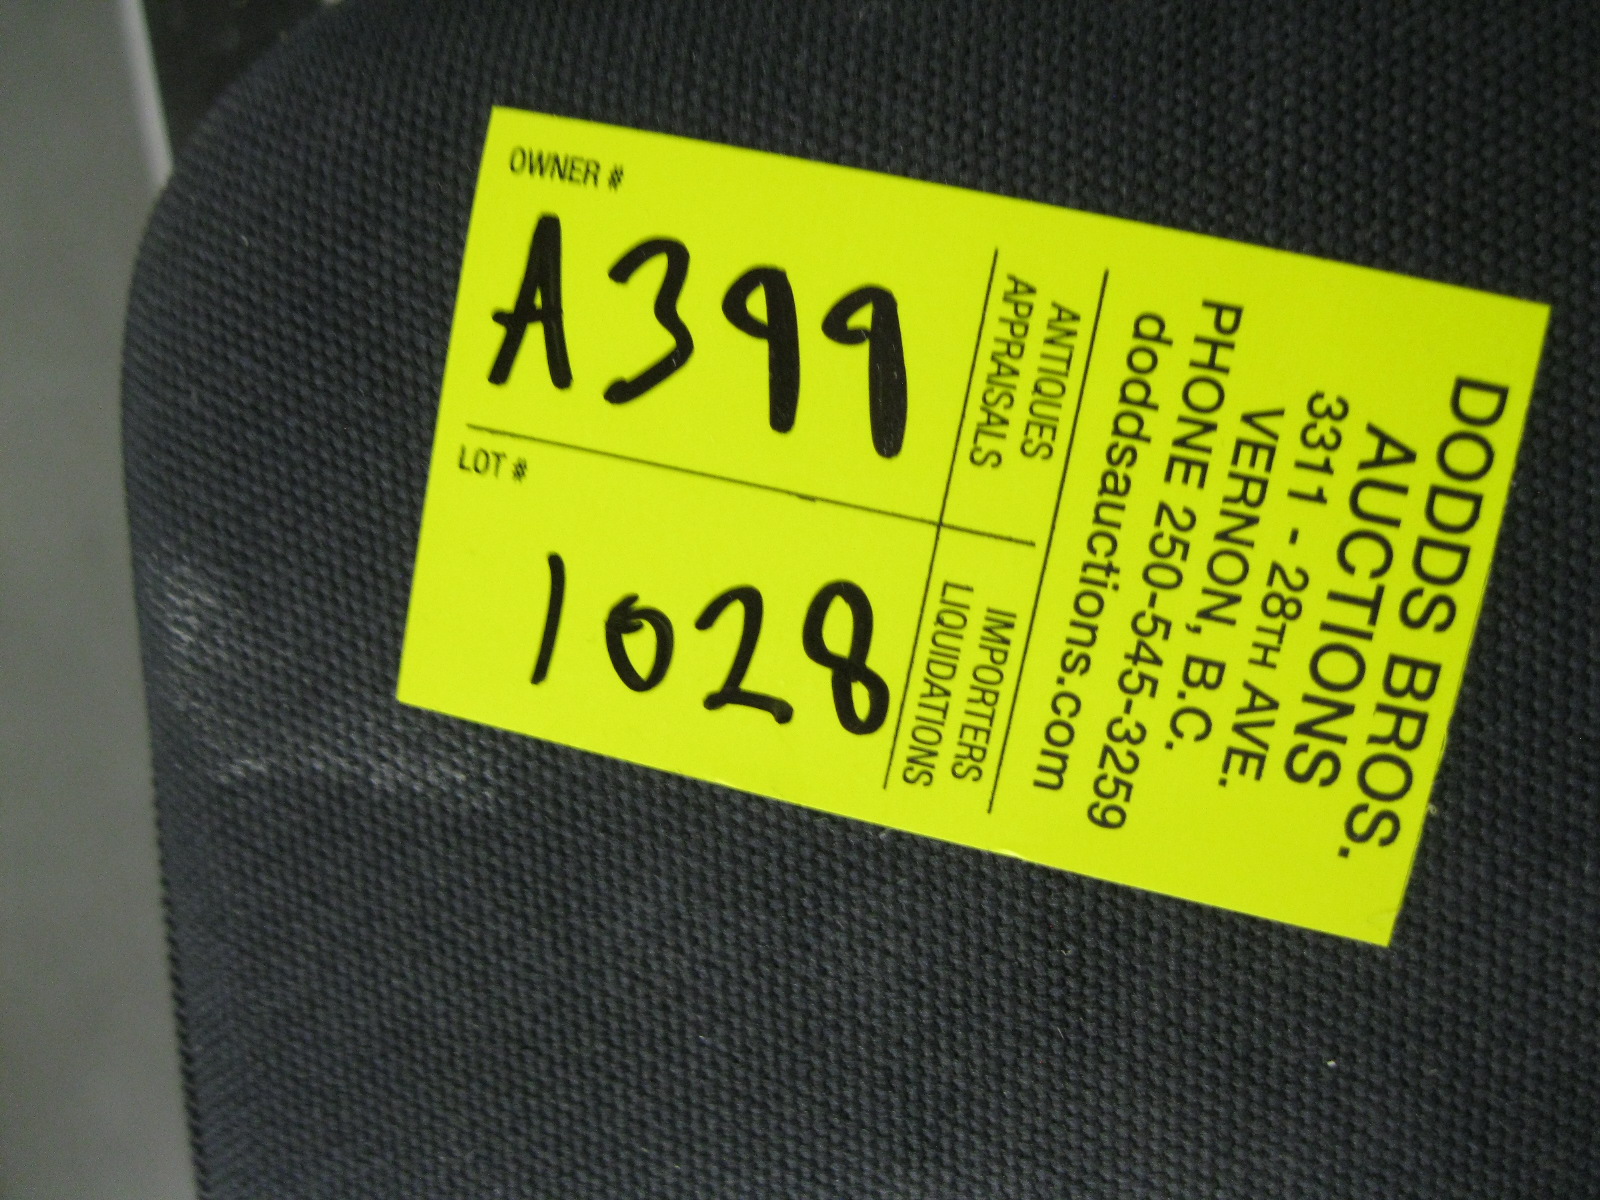 DODDS BROS.
AUCTIONS
3311 - 28TH AVE.
VERNON, B.C.
PHONE 250-545-3259
doddsauctions.com
ANTIQUES
APPRAISALS
IMPORTERS
LIQUIDATIONS
OWNER #
A399
LOT #
1028